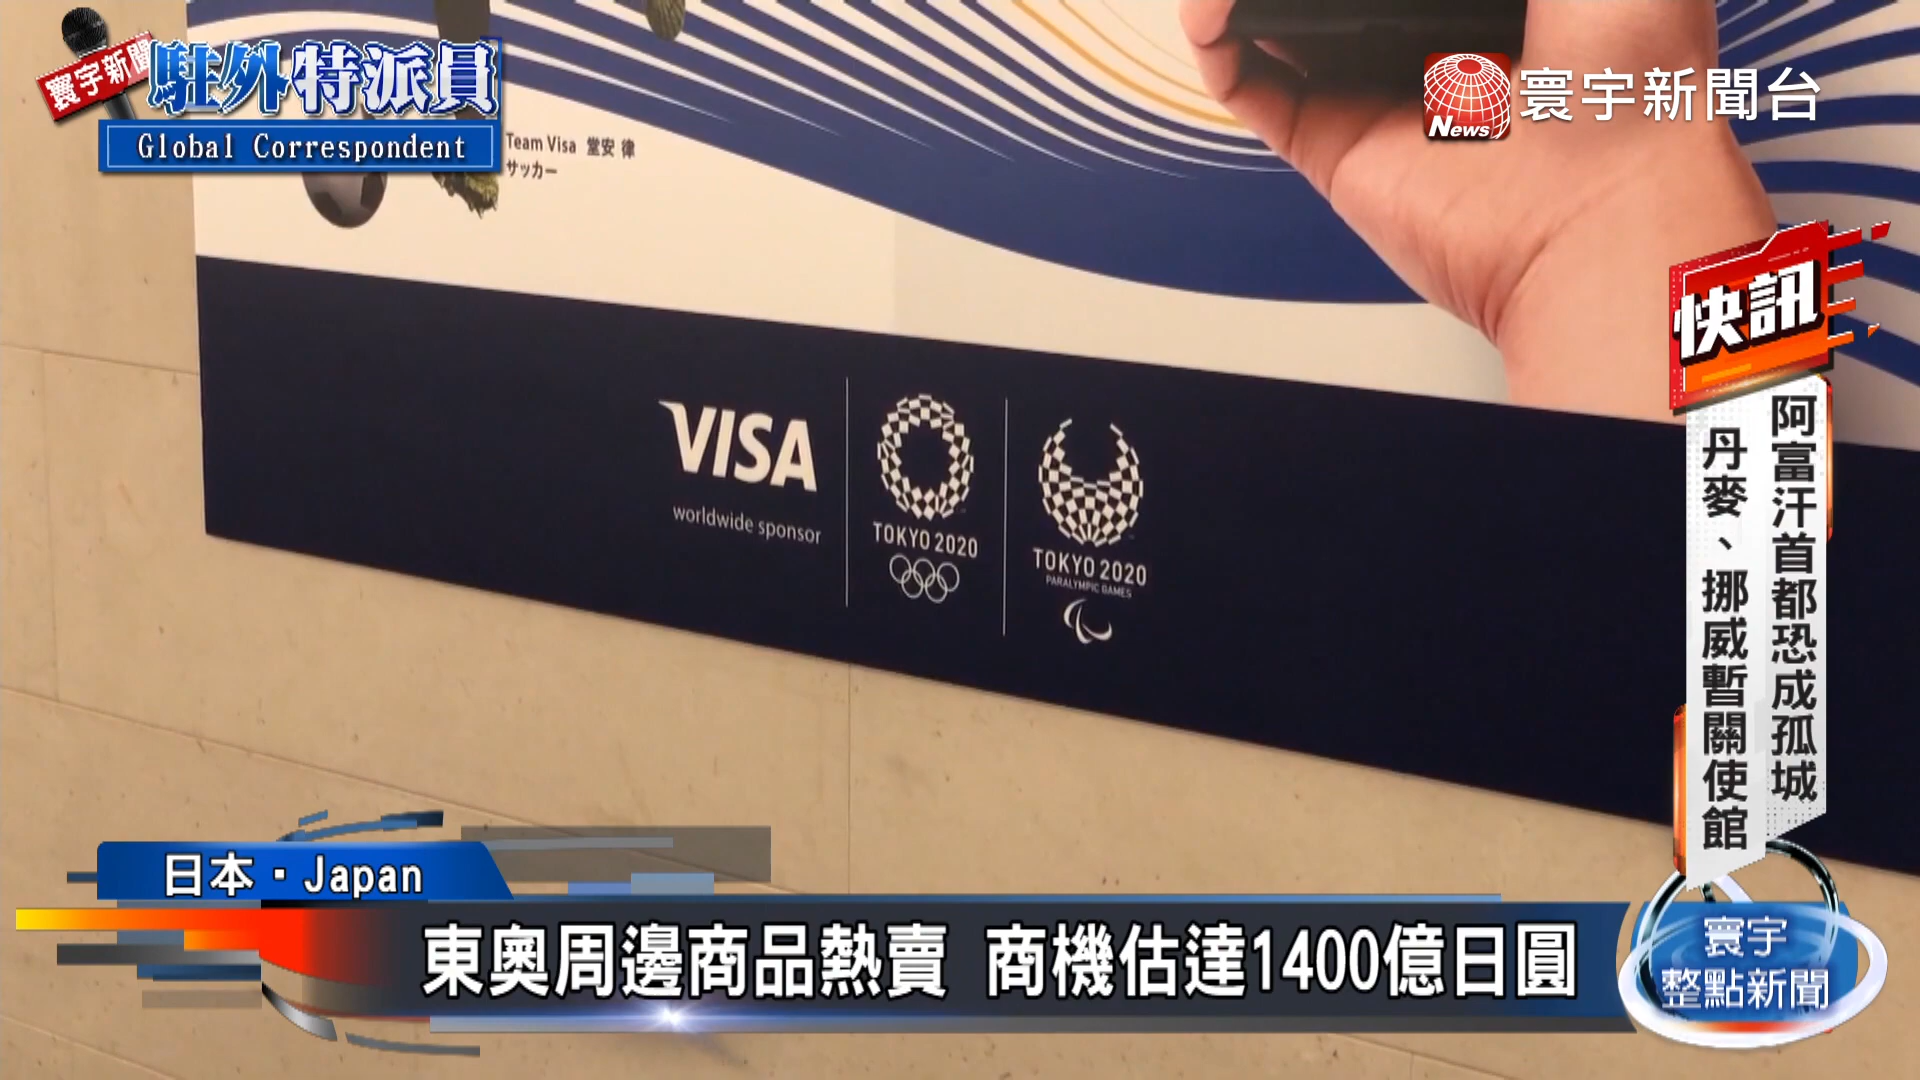 寰宇新聞
駐外特派員
Global Correspondent
News
寰宇新聞台
Team Visa 堂安 律
サッカー
快訊
阿富汗首都恐成孤城
丹麥、挪威暫關使館
VISA
worldwide sponsor
TOKYO 2020
TOKYO 2020
PARALYMPIC GAMES
日本·Japan
東奧周邊商品熱賣 商機估達1400億日圓
寰宇
整點新聞